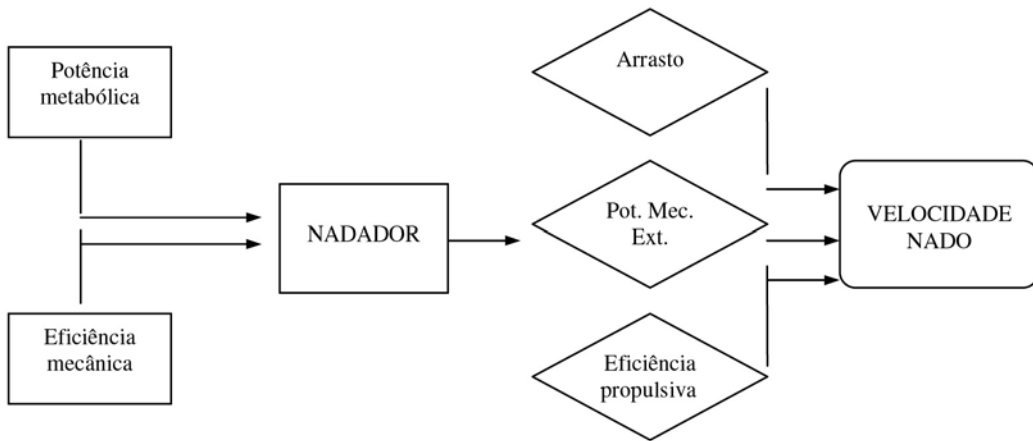 Potência
metabólica
Eficiência
mecânica
NADADOR
Arrasto
Pot. Mec.
Ext.
Eficiência
propulsiva
VELOCIDADE
NADO